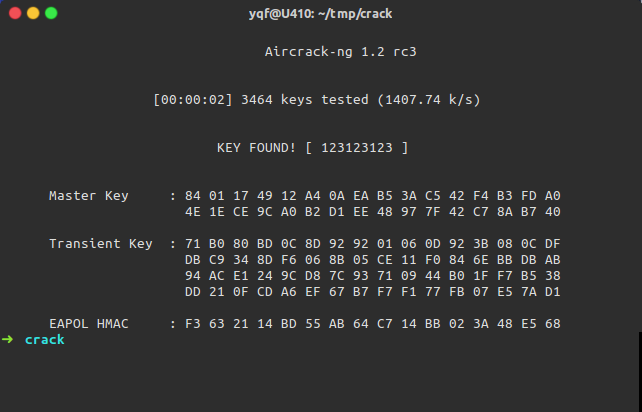 yqf@U410: ~/tmp/crack
Aircrack-ng 1.2 rc3
[00:00:02] 3464 keys tested (1407.74 k/s)
KEY FOUND! [ 123123123 ]
Master Key : 84 01 17 49 12 A4 0A EA B5 3A C5 42 F4 B3 FD A0
4E 1E CE 9C A0 B2 D1 EE 48 97 7F 42 C7 8A B7 40
Transient Key : 71 B0 80 BD 0C 8D 92 92 01 06 0D 92 3B 08 0C DF
DB C9 34 8D F6 06 8B 05 CE 11 F0 84 6E BB DB AB
94 AC E1 24 9C D8 7C 93 71 09 44 B0 1F F7 B5 38
DD 21 0F CD A6 EF 67 B7 F7 F1 77 FB 07 E5 7A D1
EAPOL HMAC : F3 63 21 14 BD 55 AB 64 C7 14 BB 02 3A 48 E5 68
➜ crack